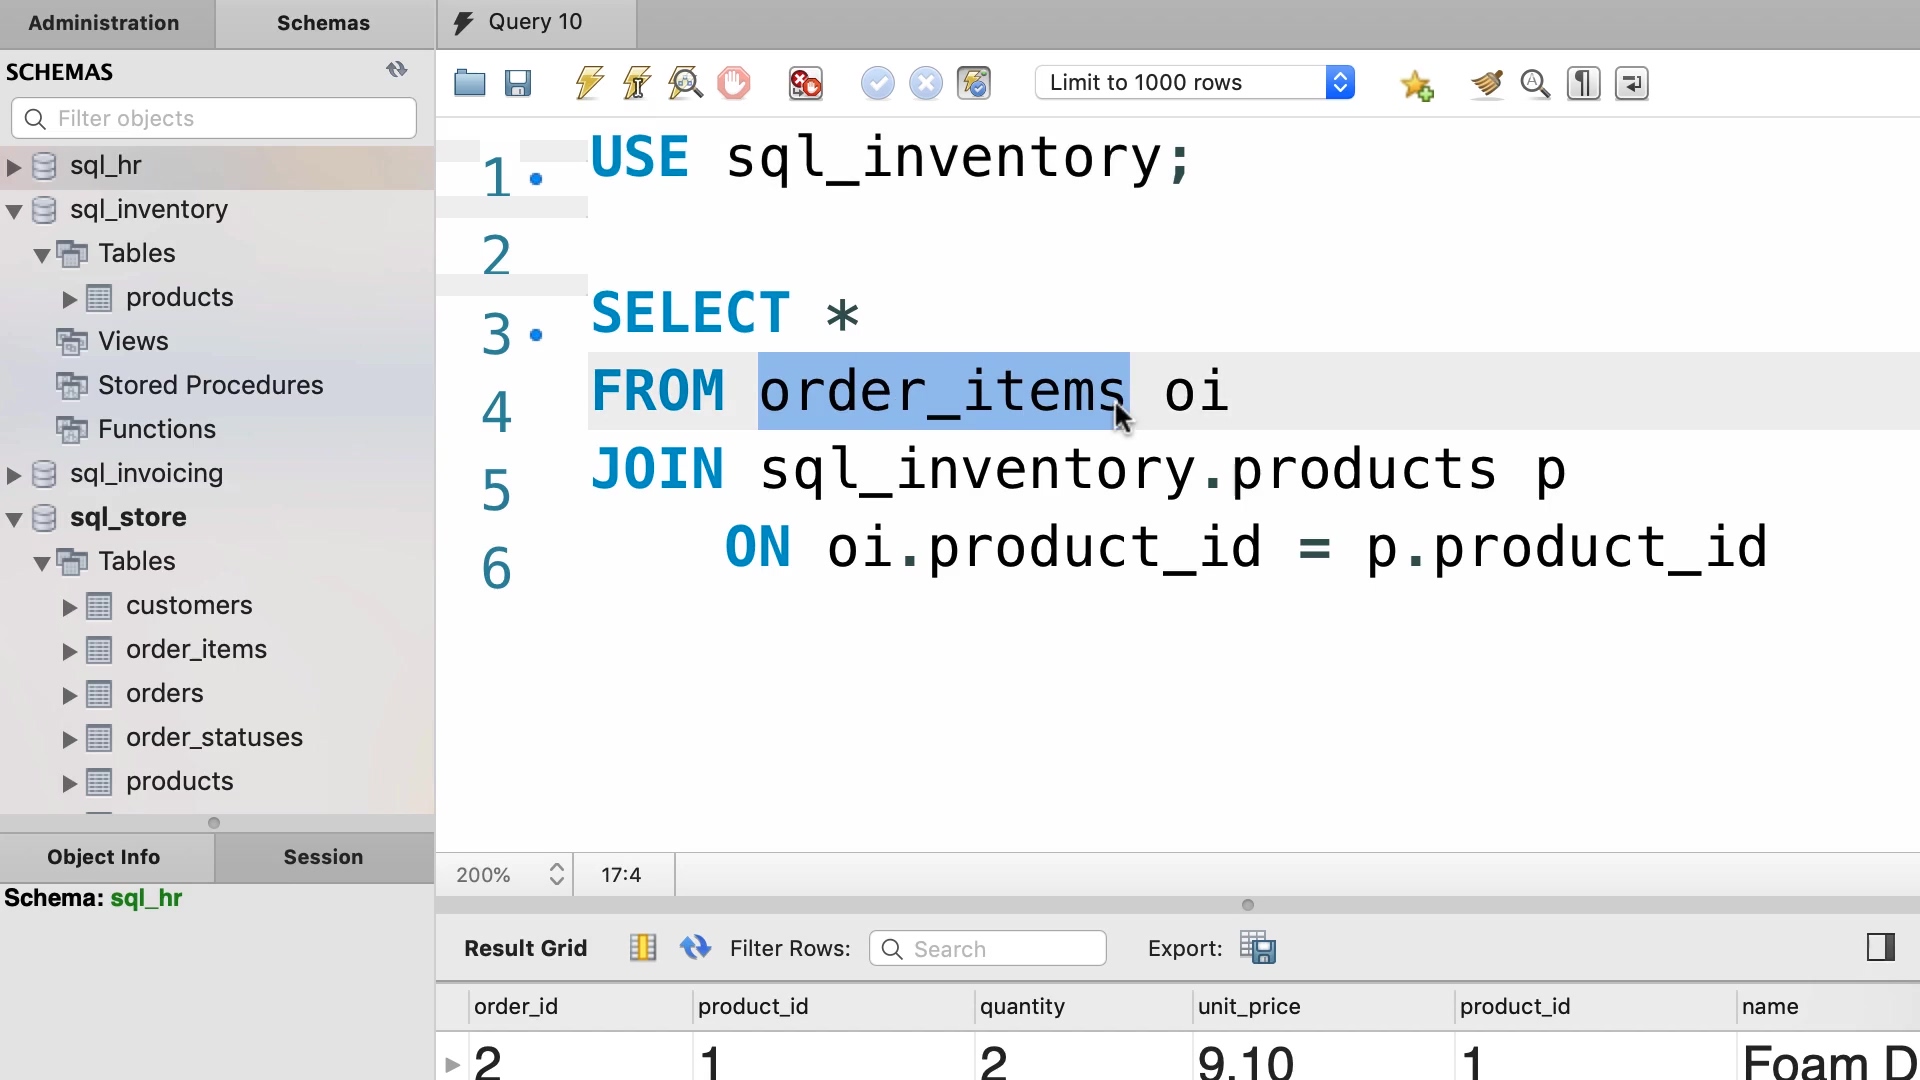 Administration
Schemas
Query 10
SCHEMAS
Limit to 1000 rows
Filter objects
sql_hr
sql_inventory
Tables
products
Views
Stored Procedures
Functions
sql_invoicing
sql_store
Tables
customers
order_items
orders
order_statuses
products
1 USE sql_inventory;
2
3 SELECT *
4 FROM order_items oi
5 JOIN sql_inventory.products p
6 ON oi.product_id = p.product_id
Object Info
Session
Schema: sql_hr
200%
17:4
Result Grid
Filter Rows:
Search
Export:
order_id product_id quantity unit_price product_id name
2 1 2 9.10 1 Foam D